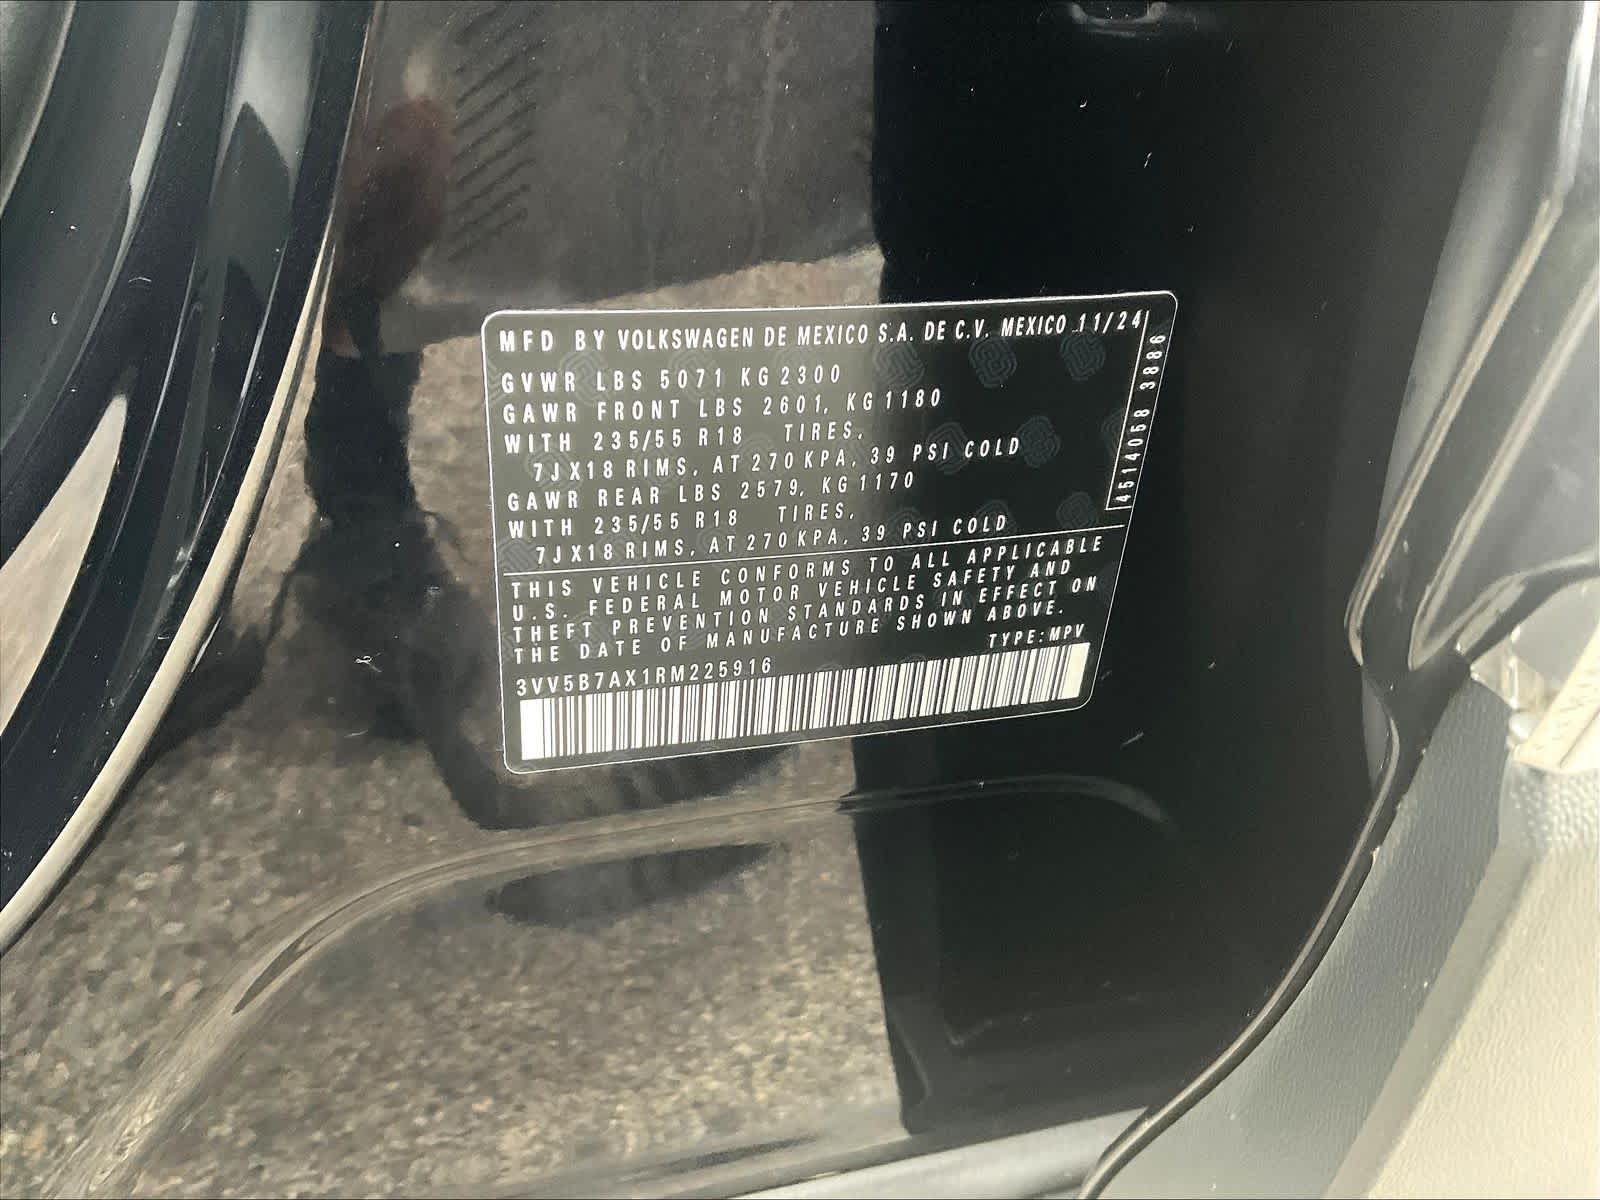 MFD BY VOLKSWAGEN DE MEXICO S.A. DE C.V. MEXICO 11/24
GVWR LBS 5071 KG 2300
GAWR FRONT LBS 2601, KG 1180
WITH 235/55 R18 TIRES,
7JX18 RIMS, AT 270 KPA, 39 PSI COLD
GAWR REAR LBS 2579, KG 1170
WITH 235/55 R18 TIRES,
7JX18 RIMS, AT 270 KPA, 39 PSI COLD
4514058 3886
THIS VEHICLE CONFORMS TO ALL APPLICABLE
U.S. FEDERAL MOTOR VEHICLE SAFETY AND
THEFT PREVENTION STANDARDS IN EFFECT ON
THE DATE OF MANUFACTURE SHOWN ABOVE.
TYPE: MPV
3VV5B7AX1RM225916